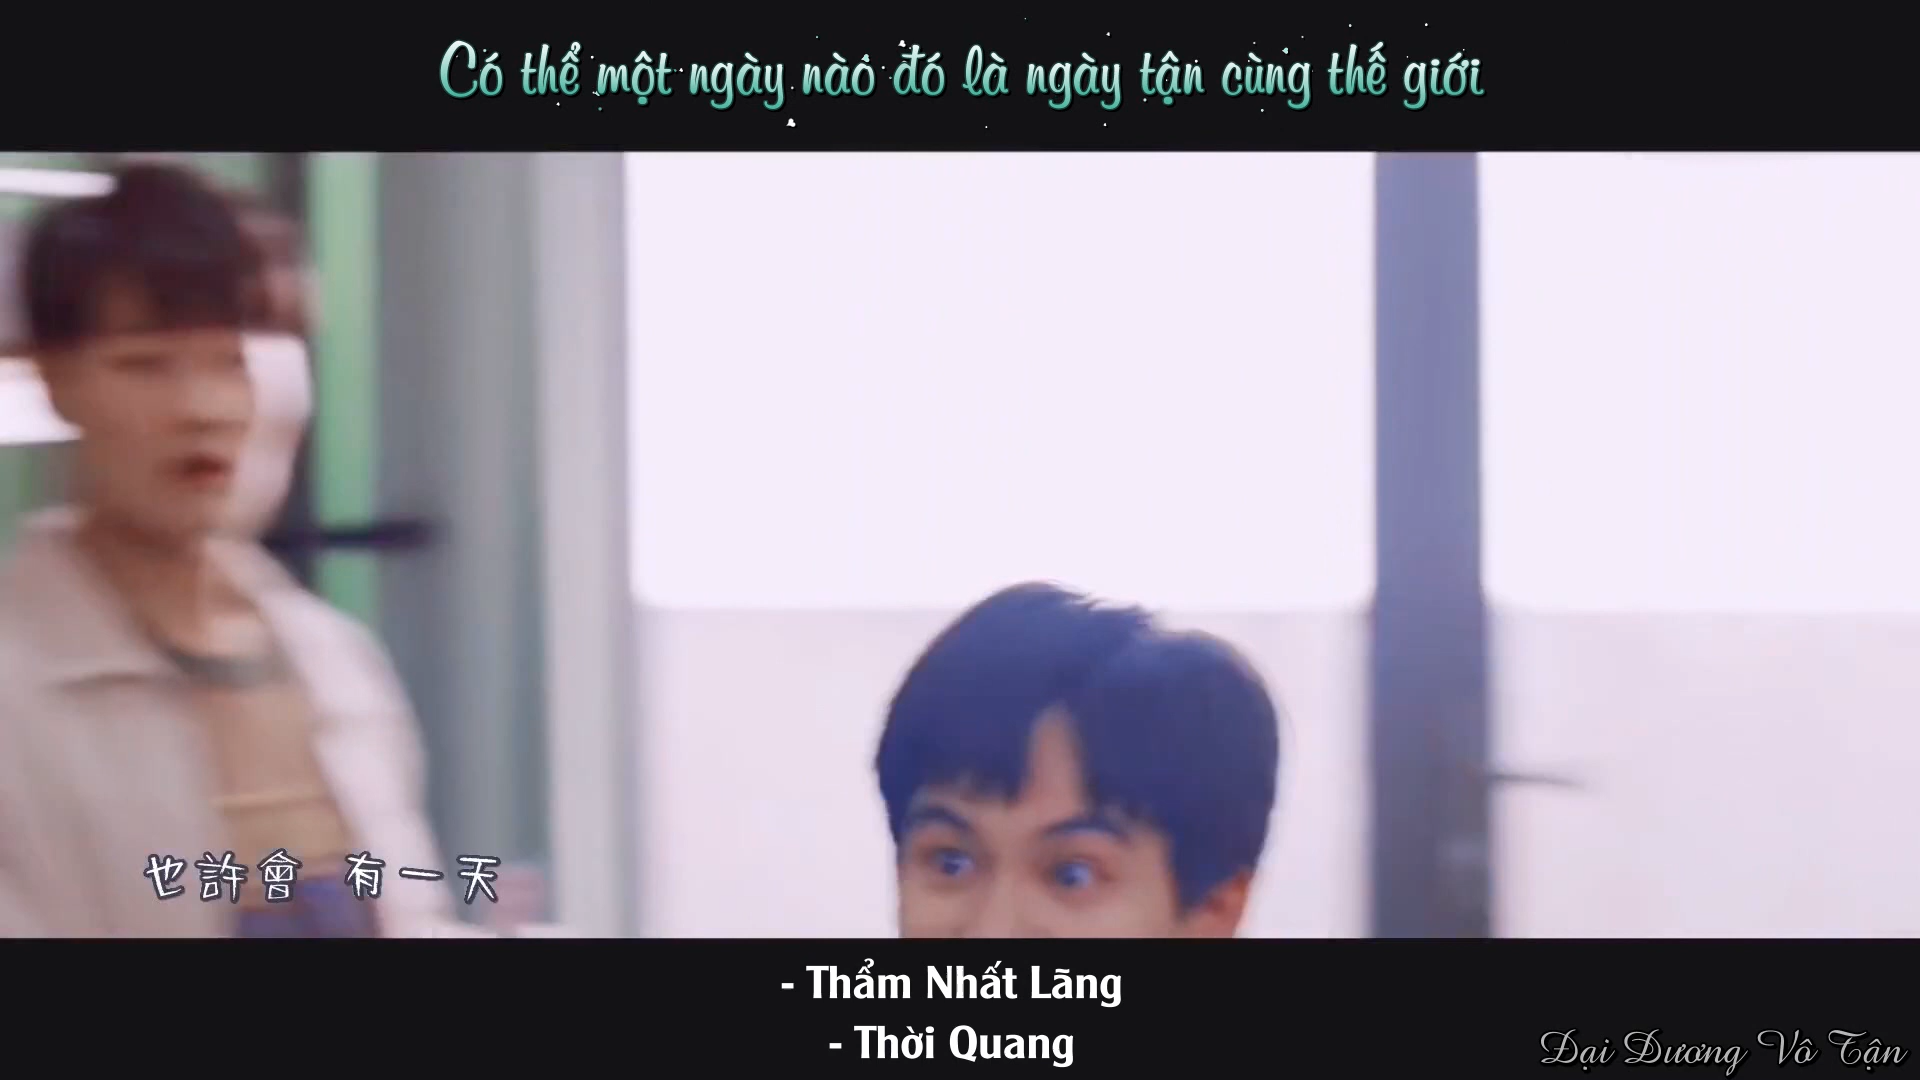 Có thể một ngày nào đó là ngày tận cùng thế giới
也許會 有一天
- Thẩm Nhất Lãng
- Thời Quang
Đại Dương Vô Tận